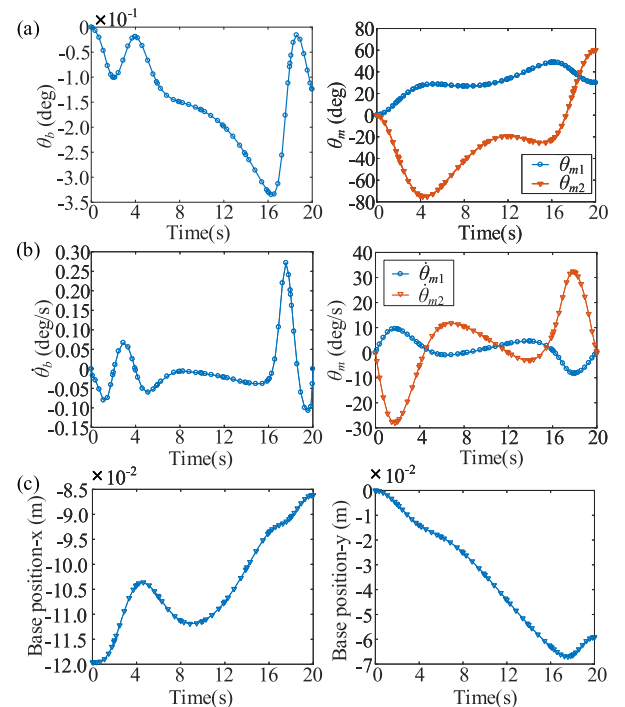 (a)
×10⁻¹
0
-0.5
-1.0
-1.5
-2.0
-2.5
-3.0
-3.5
θb (deg)
0 4 8 12 16 20
Time(s)
80
60
40
20
0
-20
-40
-60
-80
θm (deg)
θm1
θm2
0 4 8 12 16 20
Time(s)
(b)
0.30
0.25
0.20
0.15
0.10
0.05
0.00
-0.05
-0.10
0.15
θ̇b (deg/s)
0 4 8 12 16 20
Time(s)
40
30
20
10
0
-10
-20
-30
θ̇m (deg/s)
θ̇m1
θ̇m2
0 4 8 12 16 20
Time(s)
(c)
× 10⁻²
-8.5
-9.0
-9.5
-10.0
-10.5
-11.0
-11.5
-12.0
Base position-x (m)
0 4 8 12 16 20
Time(s)
× 10⁻²
0
-1
-2
-3
-4
-5
-6
-7
Base position-y (m)
0 4 8 12 16 20
Time(s)